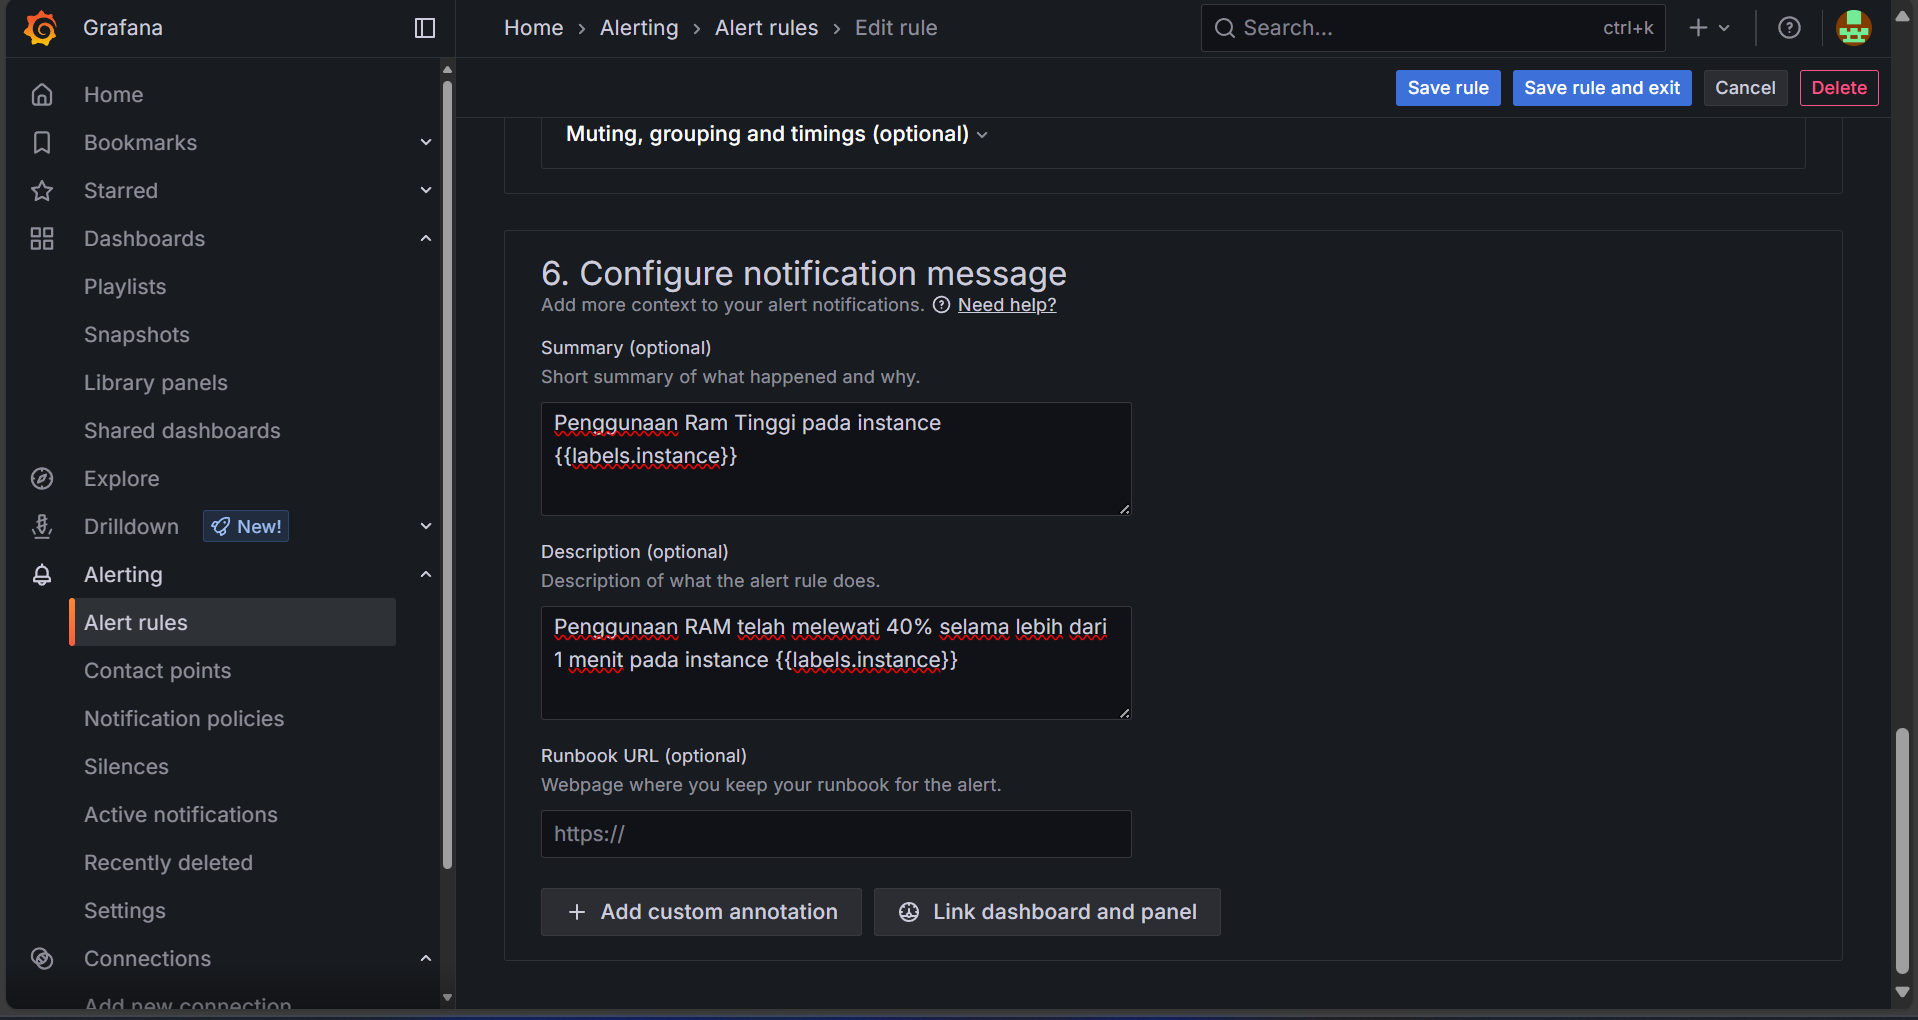 Grafana
Home › Alerting › Alert rules › Edit rule
Search... ctrl+k
Save rule Save rule and exit Cancel Delete
Home
Bookmarks
Starred
Dashboards
Playlists
Snapshots
Library panels
Shared dashboards
Explore
Drilldown New!
Alerting
Alert rules
Contact points
Notification policies
Silences
Active notifications
Recently deleted
Settings
Connections
Add new connection
Muting, grouping and timings (optional)
6. Configure notification message
Add more context to your alert notifications. Need help?
Summary (optional)
Short summary of what happened and why.
Penggunaan Ram Tinggi pada instance
{{labels.instance}}
Description (optional)
Description of what the alert rule does.
Penggunaan RAM telah melewati 40% selama lebih dari
1 menit pada instance {{labels.instance}}
Runbook URL (optional)
Webpage where you keep your runbook for the alert.
https://
Add custom annotation Link dashboard and panel